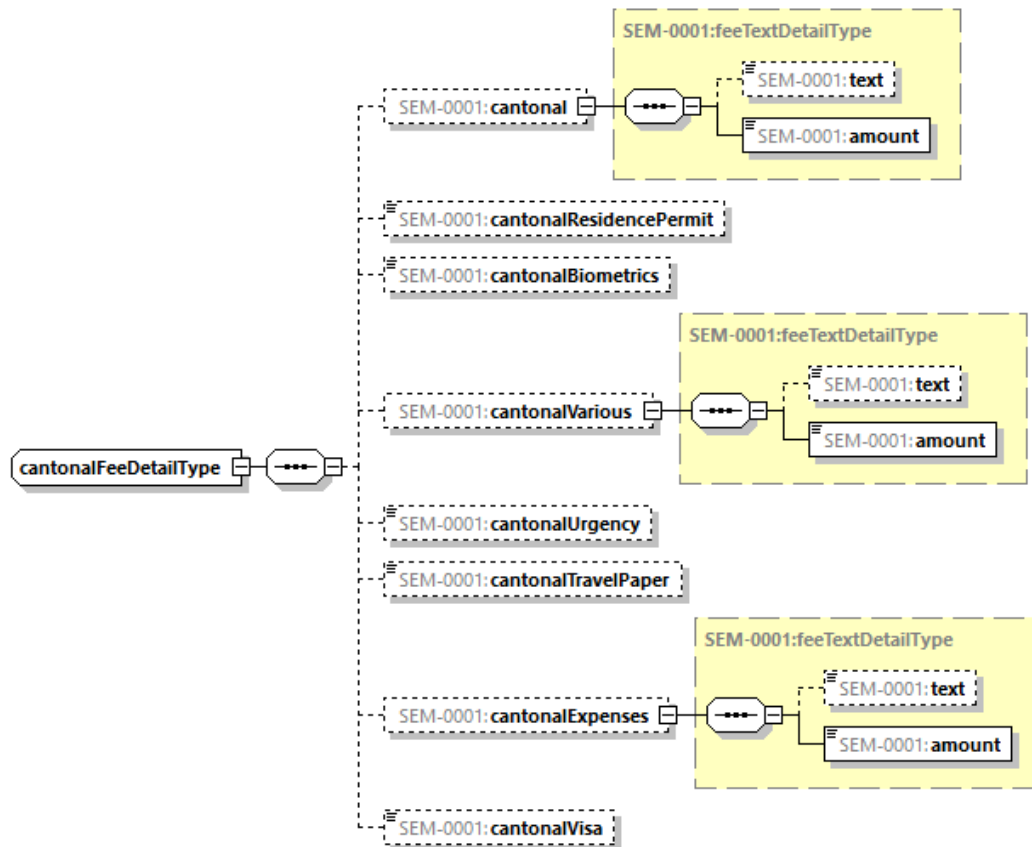 SEM-0001:feeTextDetailType
SEM-0001:text
SEM-0001:cantonal
SEM-0001:amount
SEM-0001:cantonalResidencePermit
SEM-0001:cantonalBiometrics
SEM-0001:feeTextDetailType
SEM-0001:text
SEM-0001:cantonalVarious
SEM-0001:amount
cantonalFeeDetailType
SEM-0001:cantonalUrgency
SEM-0001:cantonalTravelPaper
SEM-0001:feeTextDetailType
SEM-0001:text
SEM-0001:cantonalExpenses
SEM-0001:amount
SEM-0001:cantonalVisa